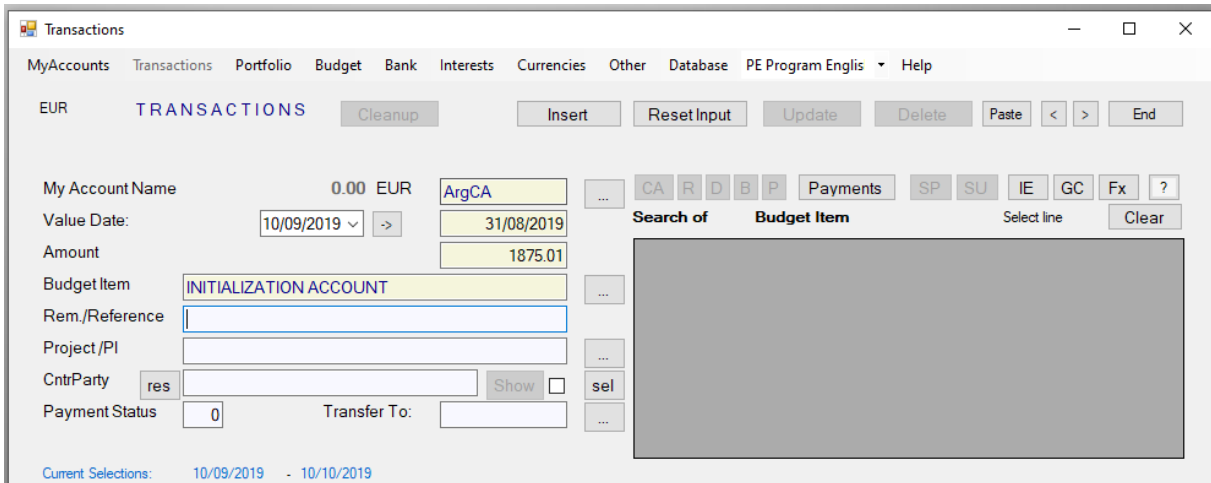 Transactions
MyAccounts Transactions Portfolio Budget Bank Interests Currencies Other Database PE Program Englis Help
EUR TRANSACTIONS Cleanup Insert Reset Input Update Delete Paste < > End
My Account Name 0.00 EUR ArgCA ... CA R D B P Payments SP SU IE GC Fx ?
Value Date: 10/09/2019 -> 31/08/2019 Search of Budget Item Select line Clear
Amount 1875.01
Budget Item INITIALIZATION ACCOUNT ...
Rem./Reference
Project /PI ...
CntrParty res Show sel
Payment Status 0 Transfer To: ...
Current Selections: 10/09/2019 - 10/10/2019